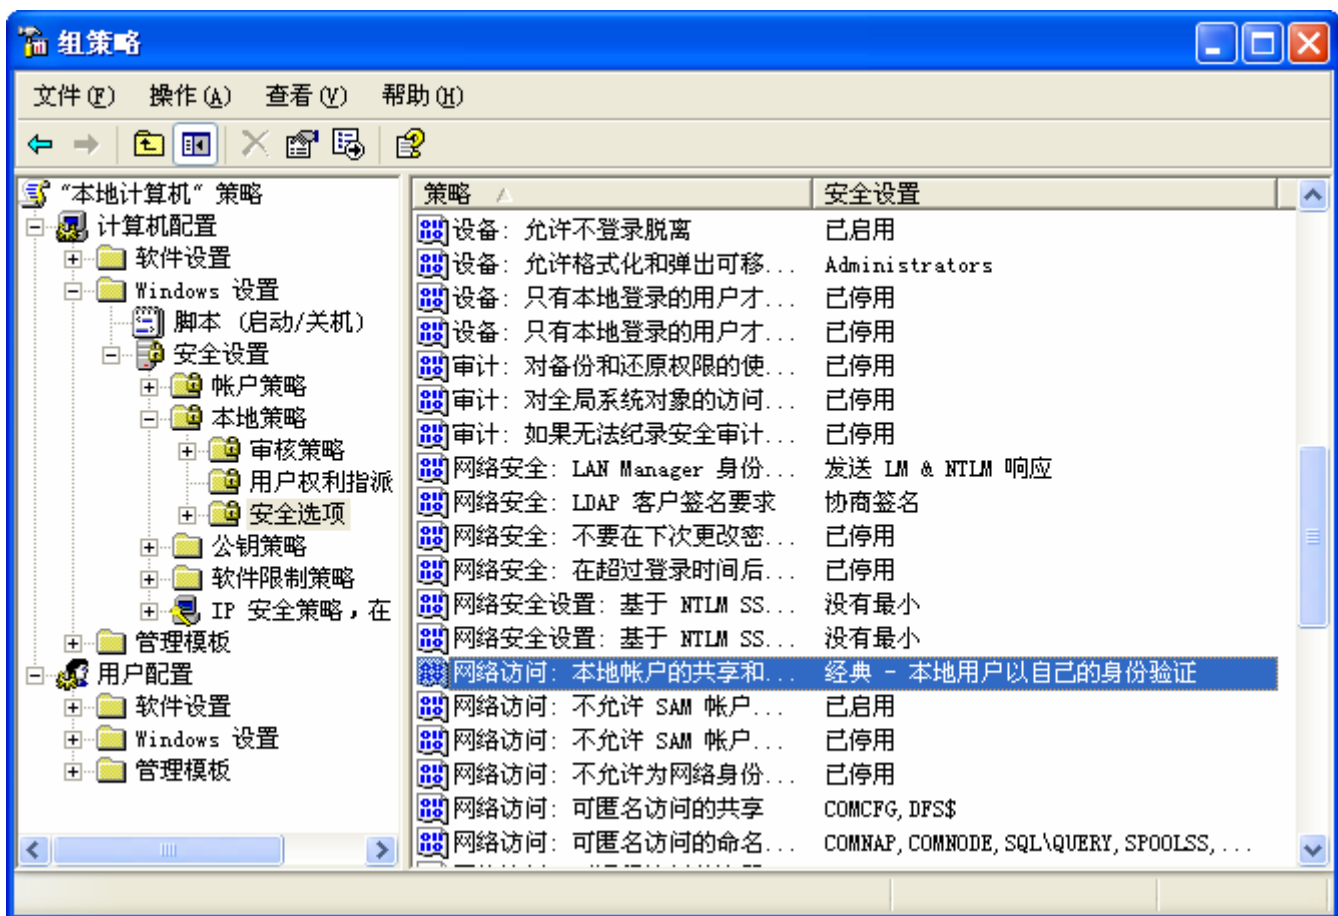 组策略
文件(F) 操作(A) 查看(V) 帮助(H)
“本地计算机” 策略
计算机配置
软件设置
Windows 设置
脚本 (启动/关机)
安全设置
帐户策略
本地策略
审核策略
用户权利指派
安全选项
公钥策略
软件限制策略
IP 安全策略，在
管理模板
用户配置
软件设置
Windows 设置
管理模板
策略 安全设置
设备: 允许不登录脱离 已启用
设备: 允许格式化和弹出可移... Administrators
设备: 只有本地登录的用户才... 已停用
设备: 只有本地登录的用户才... 已停用
审计: 对备份和还原权限的使... 已停用
审计: 对全局系统对象的访问... 已停用
审计: 如果无法纪录安全审计... 已停用
网络安全: LAN Manager 身份... 发送 LM & NTLM 响应
网络安全: LDAP 客户签名要求 协商签名
网络安全: 不要在下次更改密... 已停用
网络安全: 在超过登录时间后... 已停用
网络安全设置: 基于 NTLM SS... 没有最小
网络安全设置: 基于 NTLM SS... 没有最小
网络访问: 本地帐户的共享和... 经典 - 本地用户以自己的身份验证
网络访问: 不允许 SAM 帐户... 已启用
网络访问: 不允许 SAM 帐户... 已停用
网络访问: 不允许为网络身份... 已停用
网络访问: 可匿名访问的共享 COMCFG,DFS$
网络访问: 可匿名访问的命名... COMNAP,COMNODE,SQL\QUERY,SPOOLSS,...